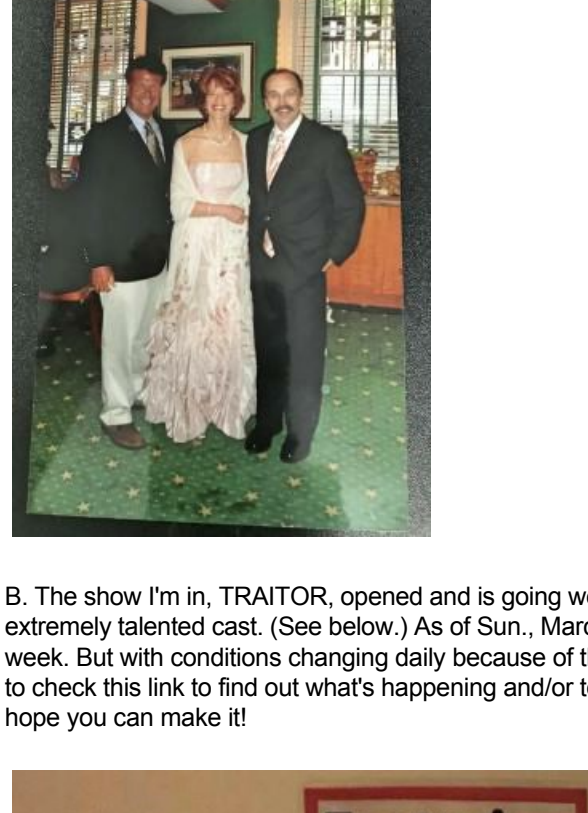 B. The show I'm in, TRAITOR, opened and is going
extremely talented cast. (See below.) As of Sun.,
week. But with conditions changing daily because of
to check this link to find out what's happening and/or
hope you can make it!